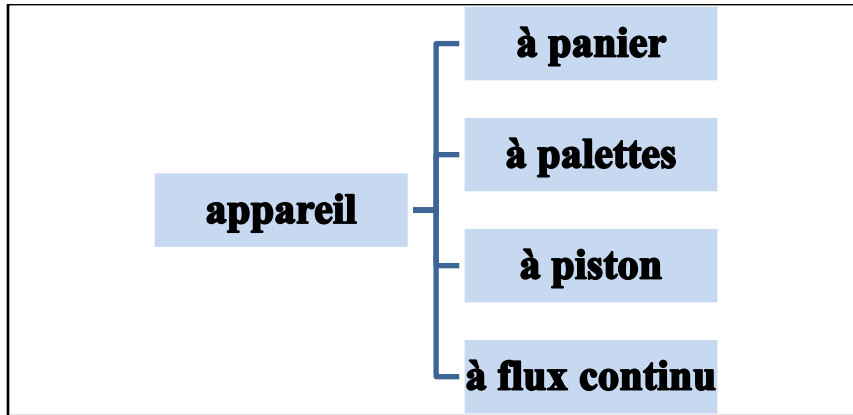 à panier
à palettes
appareil
à piston
à flux continu